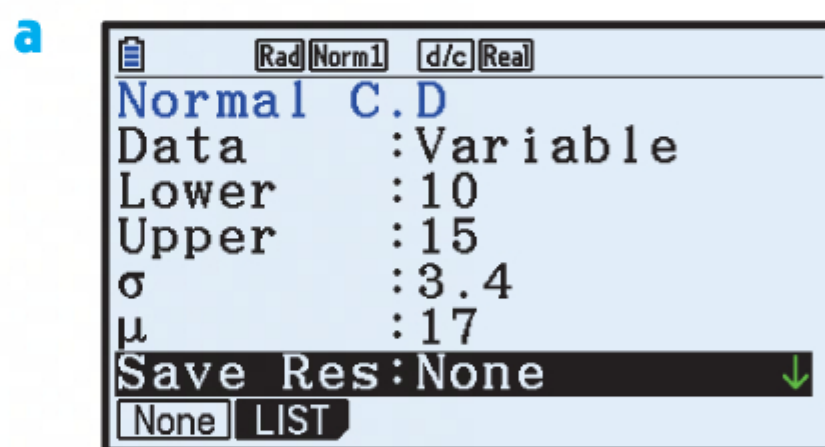 a
Rad Norm1 d/c Real
Normal C.D
Data :Variable
Lower :10
Upper :15
σ :3.4
μ :17
Save Res:None ↓
None LIST